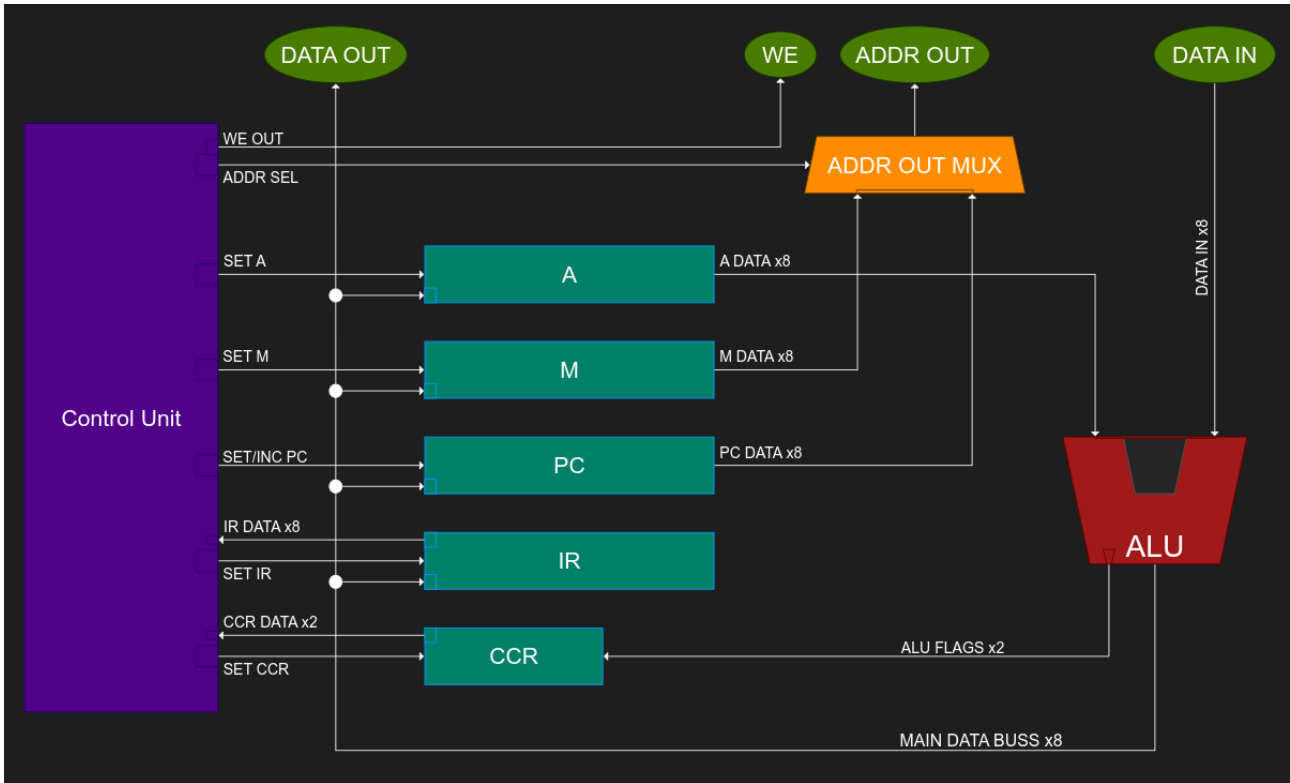 DATA OUT
WE
ADDR OUT
DATA IN
WE OUT
ADDR OUT MUX
ADDR SEL
SET A
A DATA x8
DATA IN x8
A
SET M
M DATA x8
M
Control Unit
SET/INC PC
PC DATA x8
PC
IR DATA x8
IR
ALU
SET IR
CCR DATA x2
CCR
ALU FLAGS x2
SET CCR
MAIN DATA BUSS x8